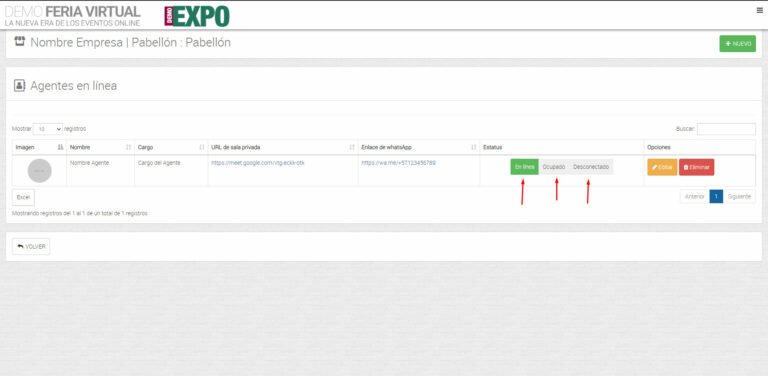 DEMO FERIA VIRTUAL
LA NUEVA ERA DE LOS EVENTOS ONLINE
DEMO EXPO
Nombre Empresa | Pabellón : Pabellón
+ NUEVO
Agentes en línea
Mostrar 10 registros
Buscar:
Imagen Nombre Cargo URL de sala privada Enlace de whatsApp Estatus Opciones
Nombre Agente Cargo del Agente https://meet.google.com/vtg-eckk-otk https://wa.me/+57123456789 En línes Ocupado Desconectado Editar Eliminar
Excel
Anterior 1 Siguiente
Mostrando registros del 1 al 1 de un total de 1 registros
VOLVER